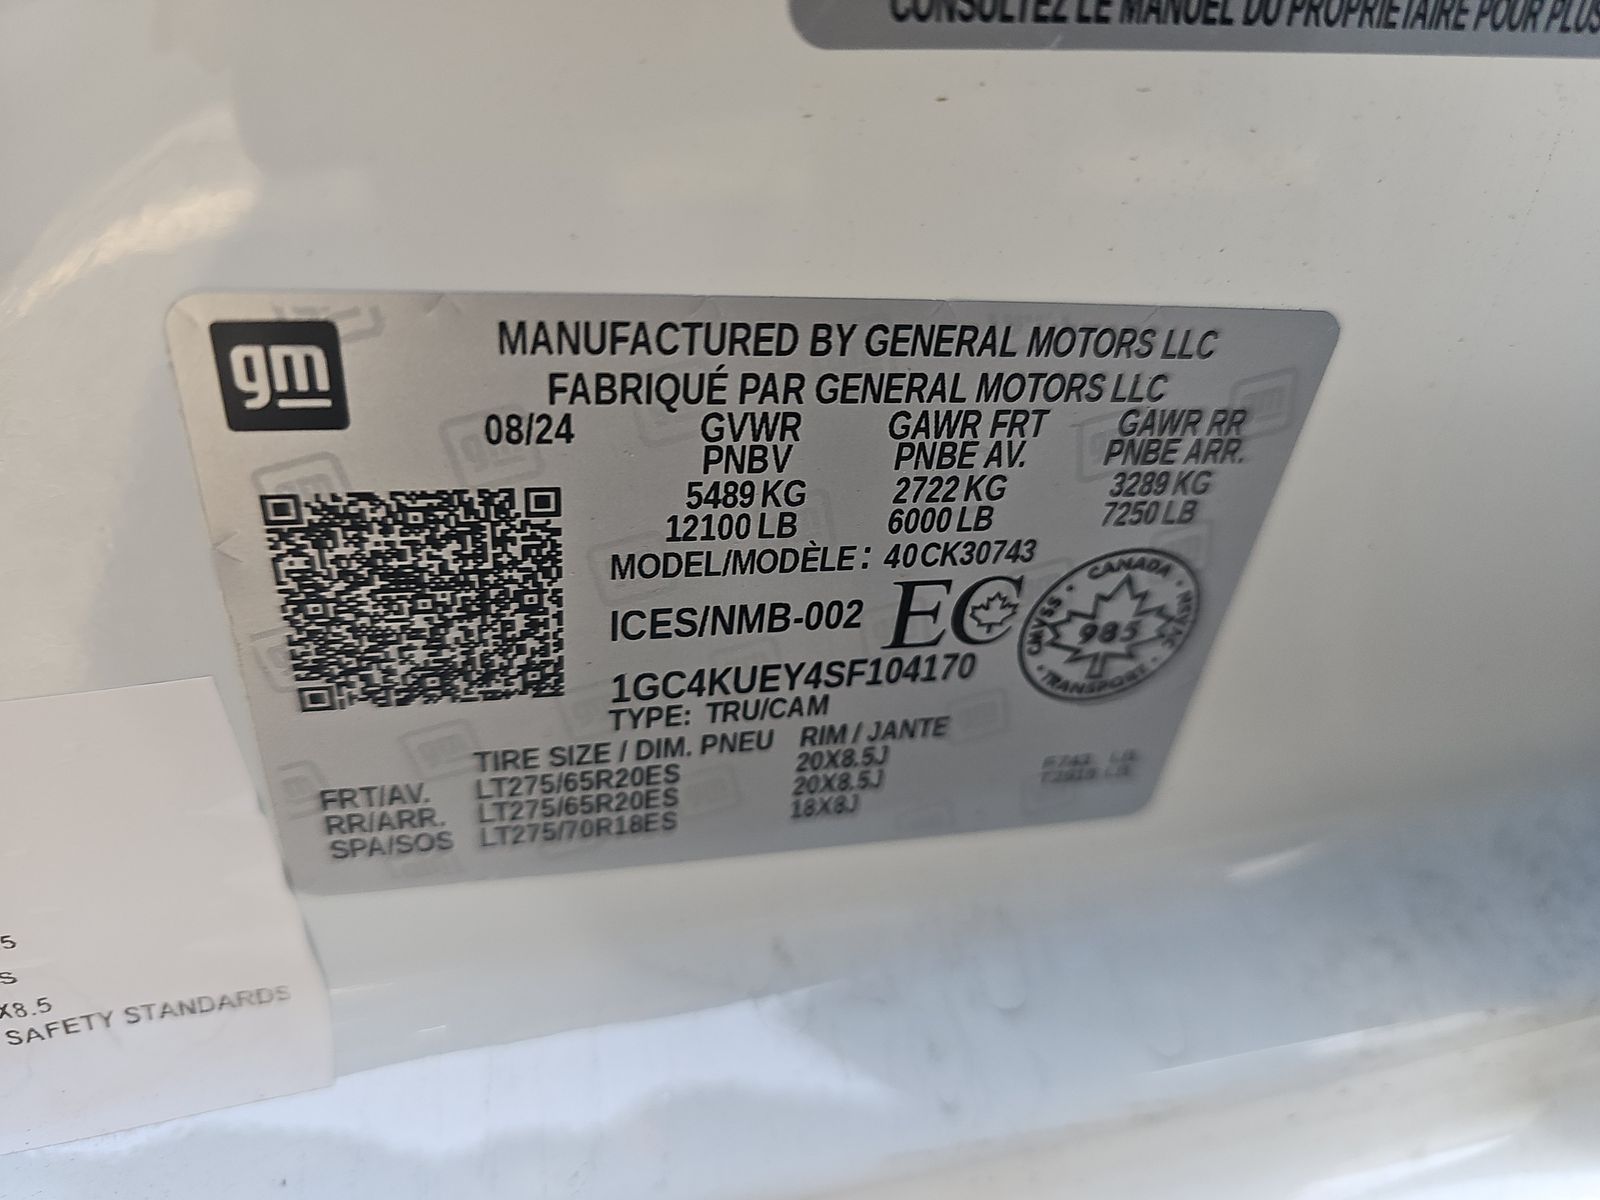 CONSULTEZ LE MANUEL DU PROPRIÉTAIRE POUR PLUS
gm
MANUFACTURED BY GENERAL MOTORS LLC
FABRIQUÉ PAR GENERAL MOTORS LLC
08/24 GVWR GAWR FRT GAWR RR
PNBV PNBE AV. PNBE ARR.
5489 KG 2722 KG 3289 KG
12100 LB 6000 LB 7250 LB
MODEL/MODÈLE: 40CK30743
ICES/NMB-002 EC
CANADA
CMVSS 985 NSVAC
TRANSPORT
1GC4KUEY4SF104170
TYPE: TRU/CAM
TIRE SIZE / DIM. PNEU RIM / JANTE
FRT/AV. LT275/65R20ES 20X8.5J
RR/ARR. LT275/65R20ES 20X8.5J
SPA/SOS LT275/70R18ES 18X8J
5
S
X8.5
SAFETY STANDARDS